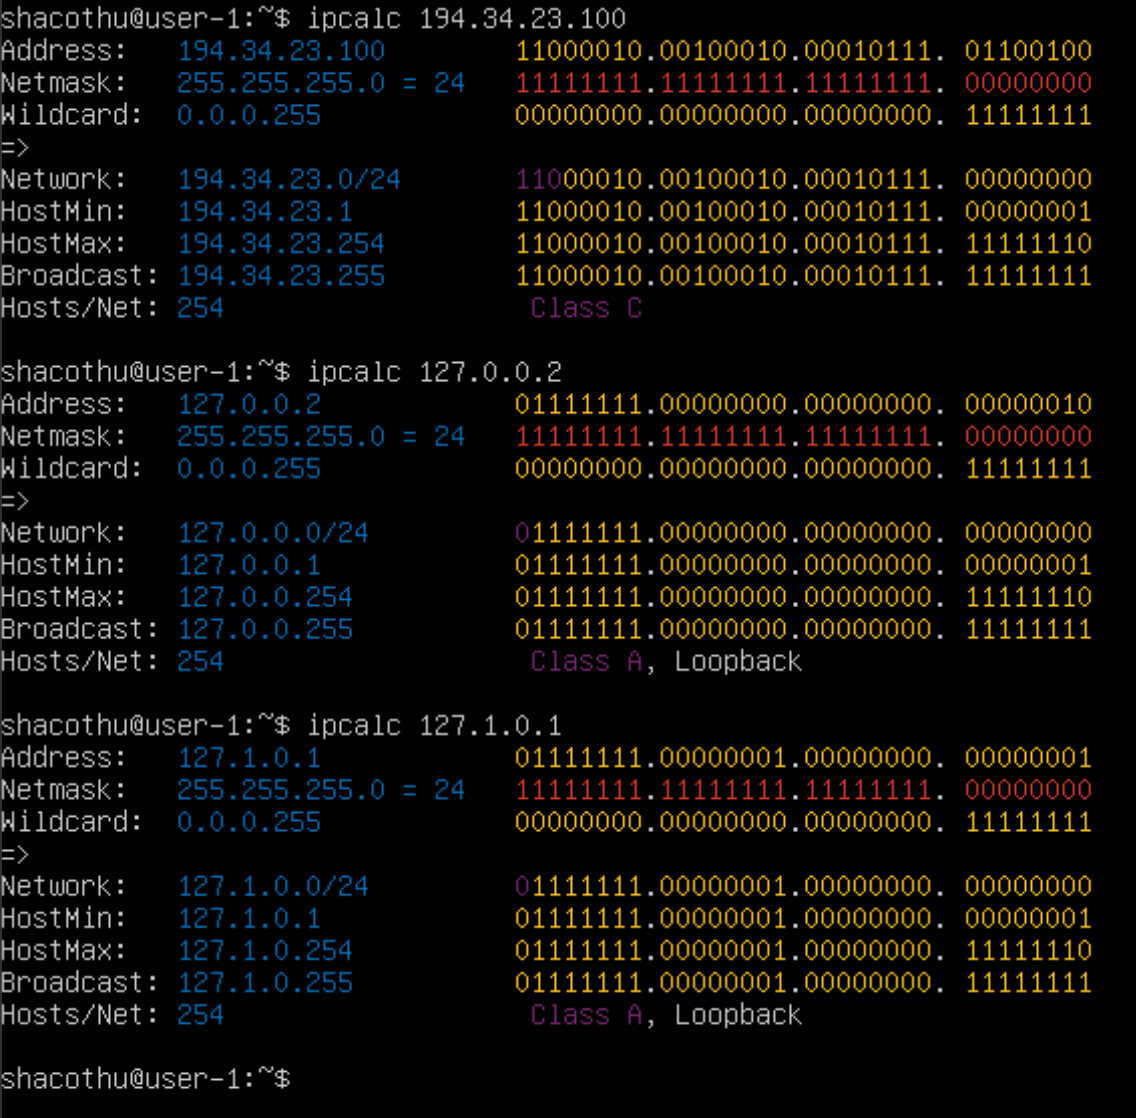 shacothu@user-1:~$ ipcalc 194.34.23.100
Address:   194.34.23.100         11000010.00100010.00010111. 01100100
Netmask:   255.255.255.0 = 24    11111111.11111111.11111111. 00000000
Wildcard:  0.0.0.255             00000000.00000000.00000000. 11111111
=>
Network:   194.34.23.0/24        11000010.00100010.00010111. 00000000
HostMin:   194.34.23.1           11000010.00100010.00010111. 00000001
HostMax:   194.34.23.254         11000010.00100010.00010111. 11111110
Broadcast: 194.34.23.255         11000010.00100010.00010111. 11111111
Hosts/Net: 254                    Class C
shacothu@user-1:~$ ipcalc 127.0.0.2
Address:   127.0.0.2             01111111.00000000.00000000. 00000010
Netmask:   255.255.255.0 = 24    11111111.11111111.11111111. 00000000
Wildcard:  0.0.0.255             00000000.00000000.00000000. 11111111
=>
Network:   127.0.0.0/24          01111111.00000000.00000000. 00000000
HostMin:   127.0.0.1             01111111.00000000.00000000. 00000001
HostMax:   127.0.0.254           01111111.00000000.00000000. 11111110
Broadcast: 127.0.0.255           01111111.00000000.00000000. 11111111
Hosts/Net: 254                    Class A, Loopback
shacothu@user-1:~$ ipcalc 127.1.0.1
Address:   127.1.0.1             01111111.00000001.00000000. 00000001
Netmask:   255.255.255.0 = 24    11111111.11111111.11111111. 00000000
Wildcard:  0.0.0.255             00000000.00000000.00000000. 11111111
=>
Network:   127.1.0.0/24          01111111.00000001.00000000. 00000000
HostMin:   127.1.0.1             01111111.00000001.00000000. 00000001
HostMax:   127.1.0.254           01111111.00000001.00000000. 11111110
Broadcast: 127.1.0.255           01111111.00000001.00000000. 11111111
Hosts/Net: 254                    Class A, Loopback
shacothu@user-1:~$